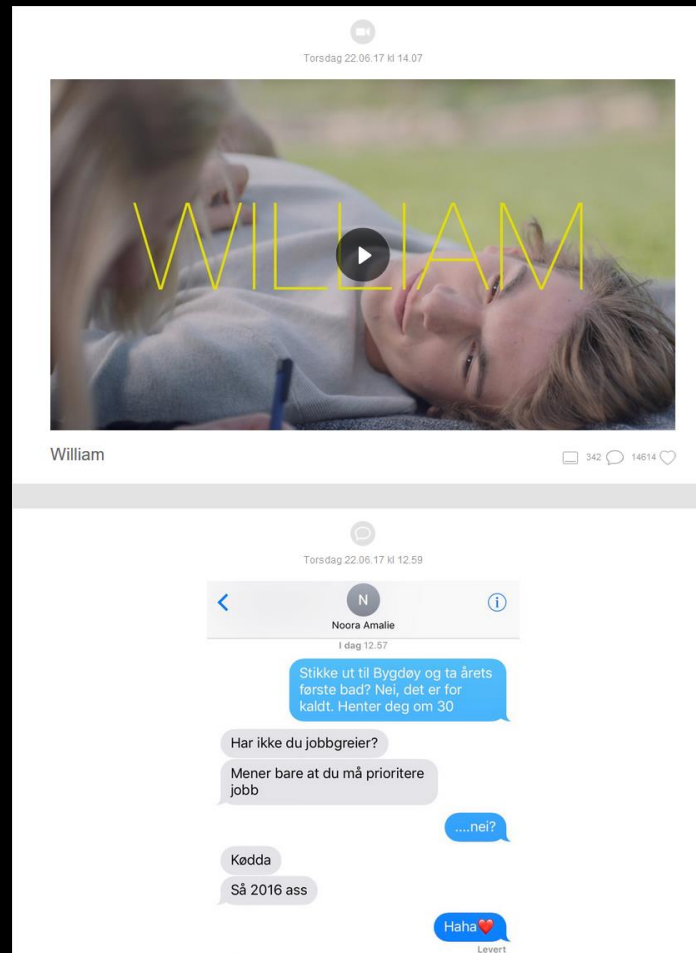 Torsdag 22.06.17 kl 14.07
WILLIAM
William
342 14614
Torsdag 22.06.17 kl 12.59
N
Noora Amalie
I dag 12.57
Stikke ut til Bygdøy og ta årets
første bad? Nei, det er for
kaldt. Henter deg om 30
Har ikke du jobbgreier?
Mener bare at du må prioritere
jobb
....nei?
Kødda
Så 2016 ass
Haha❤️
Levert